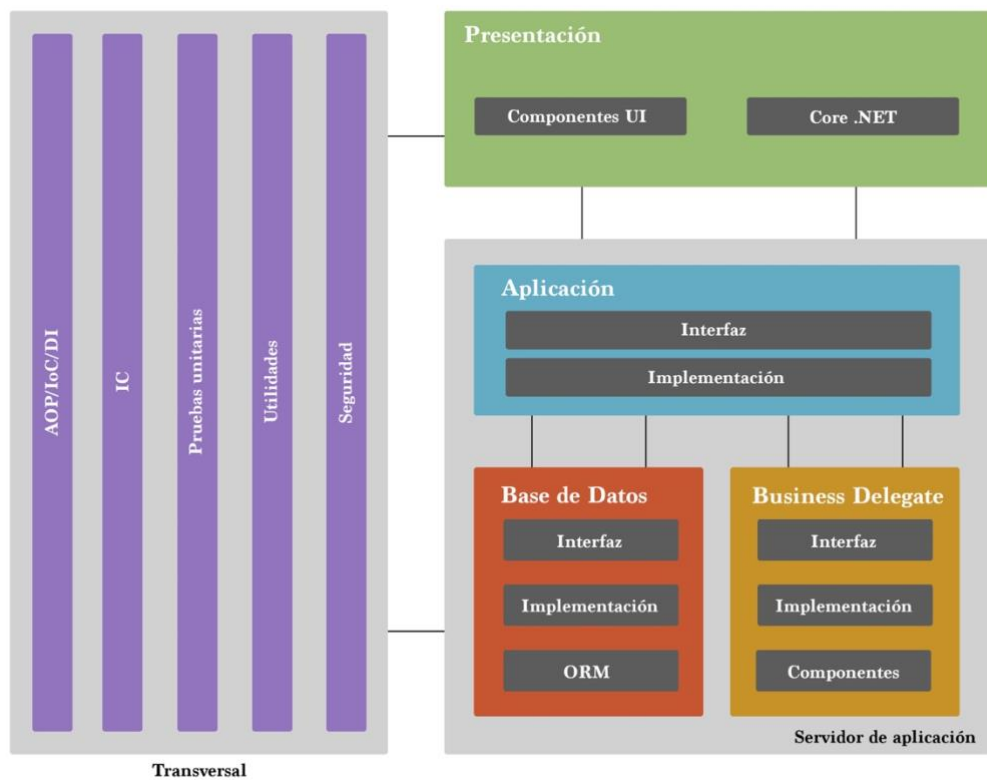 AOP/IoC/DI
IC
Pruebas unitarias
Utilidades
Seguridad
Transversal
Presentación
Componentes UI
Core .NET
Aplicación
Interfaz
Implementación
Base de Datos
Interfaz
Implementación
ORM
Business Delegate
Interfaz
Implementación
Componentes
Servidor de aplicación